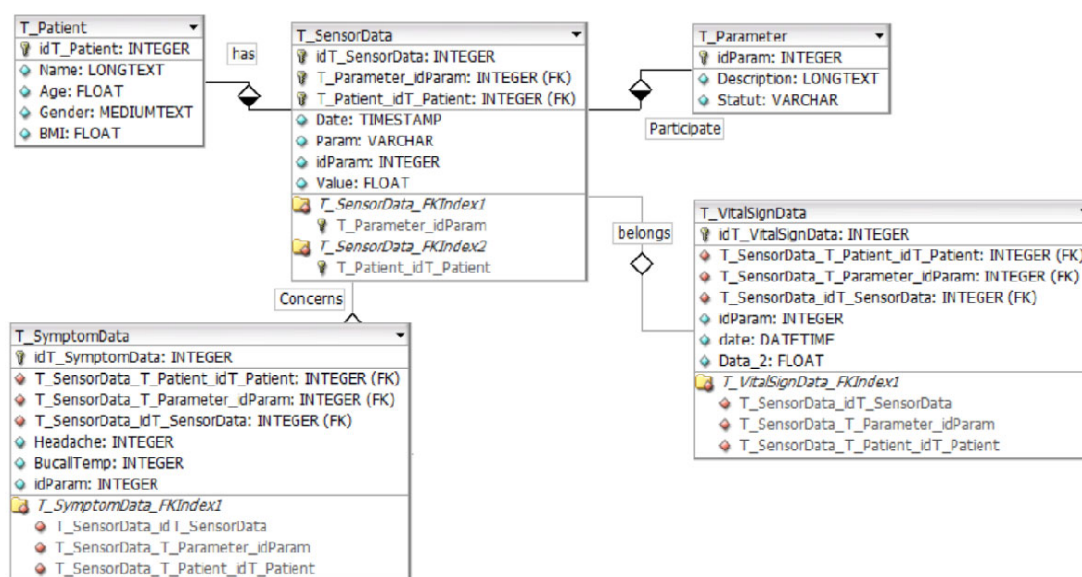 T_Patient
idT_Patient: INTEGER
Name: LONGTEXT
Age: FLOAT
Gender: MEDIUMTEXT
BMI: FLOAT
has
T_SensorData
idT_SensorData: INTEGER
T_Parameter_idParam: INTEGER (FK)
T_Patient_idT_Patient: INTEGER (FK)
Date: TIMESTAMP
Param: VARCHAR
idParam: INTEGER
Value: FLOAT
T_SensorData_FKIndex1
T_Parameter_idParam
T_SensorData_FKIndex2
T_Patient_idT_Patient
T_Parameter
idParam: INTEGER
Description: LONGTEXT
Statut: VARCHAR
Participate
belongs
T_VitalSignData
idT_VitalSignData: INTEGER
T_SensorData_T_Patient_idT_Patient: INTEGER (FK)
T_SensorData_T_Parameter_idParam: INTEGER (FK)
T_SensorData_idT_SensorData: INTEGER (FK)
idParam: INTEGER
date: DATETIME
Data_2: FLOAT
T_VitalSignData_FKIndex1
T_SensorData_idT_SensorData
T_SensorData_T_Parameter_idParam
T_SensorData_T_Patient_idT_Patient
Concerns
T_SymptomData
idT_SymptomData: INTEGER
T_SensorData_T_Patient_idT_Patient: INTEGER (FK)
T_SensorData_T_Parameter_idParam: INTEGER (FK)
T_SensorData_idT_SensorData: INTEGER (FK)
Headache: INTEGER
BucallTemp: INTEGER
idParam: INTEGER
T_SymptomData_FKIndex1
T_SensorData_idT_SensorData
T_SensorData_T_Parameter_idParam
T_SensorData_T_Patient_idT_Patient